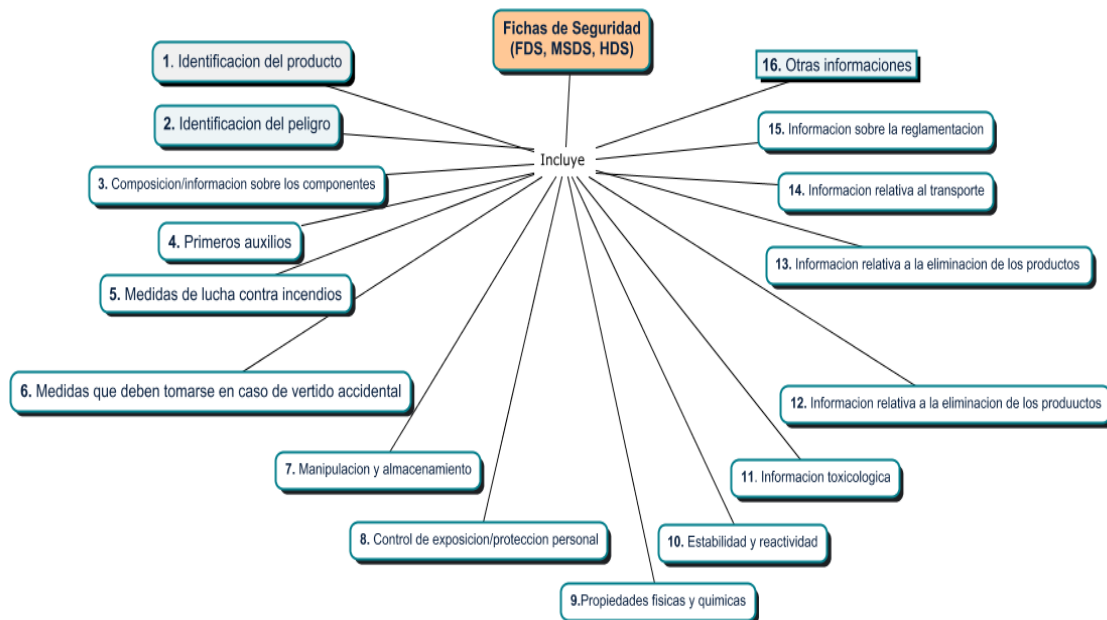 Fichas de Seguridad
(FDS, MSDS, HDS)
Incluye
1. Identificacion del producto
2. Identificacion del peligro
3. Composicion/informacion sobre los componentes
4. Primeros auxilios
5. Medidas de lucha contra incendios
6. Medidas que deben tomarse en caso de vertido accidental
7. Manipulacion y almacenamiento
8. Control de exposicion/proteccion personal
9.Propiedades fisicas y quimicas
10. Estabilidad y reactividad
11. Informacion toxicologica
12. Informacion relativa a la eliminacion de los produuctos
13. Informacion relativa a la eliminacion de los productos
14. Informacion relativa al transporte
15. Informacion sobre la reglamentacion
16. Otras informaciones